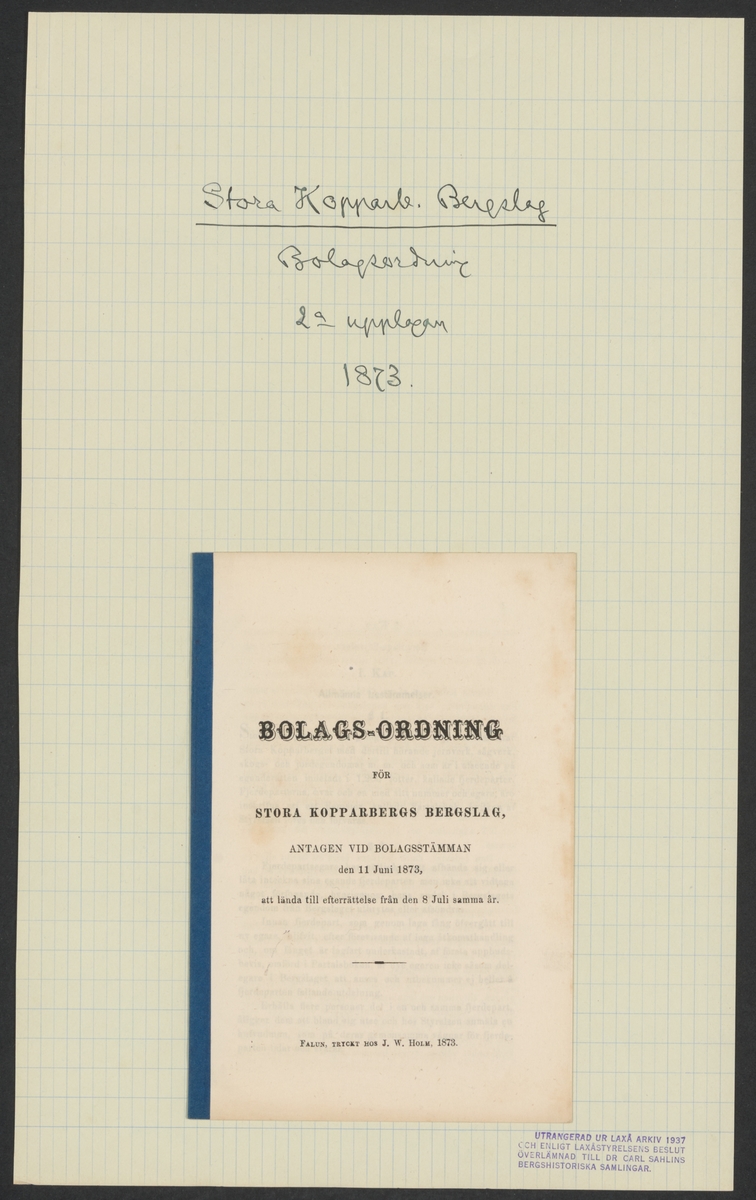 Stora Kopparb. Bergslag
Bolagsordning
2a upplagan
1873.
BOLAGS-ORDNING
FÖR
STORA KOPPARBERGS BERGSLAG,
ANTAGEN VID BOLAGSSTÄMMAN
den 11 Juni 1873,
att lända till efterrättelse från den 8 Juli samma år.
FALUN, TRYCKT HOS J. W. HOLM, 1873.
UTRANGERAD UR LAXÅ ARKIV 1937
OCH ENLIGT LAXÅSTYRELSENS BESLUT
ÖVERLÄMNAD TILL DR CARL SAHLINS
BERGSHISTORISKA SAMLINGAR.